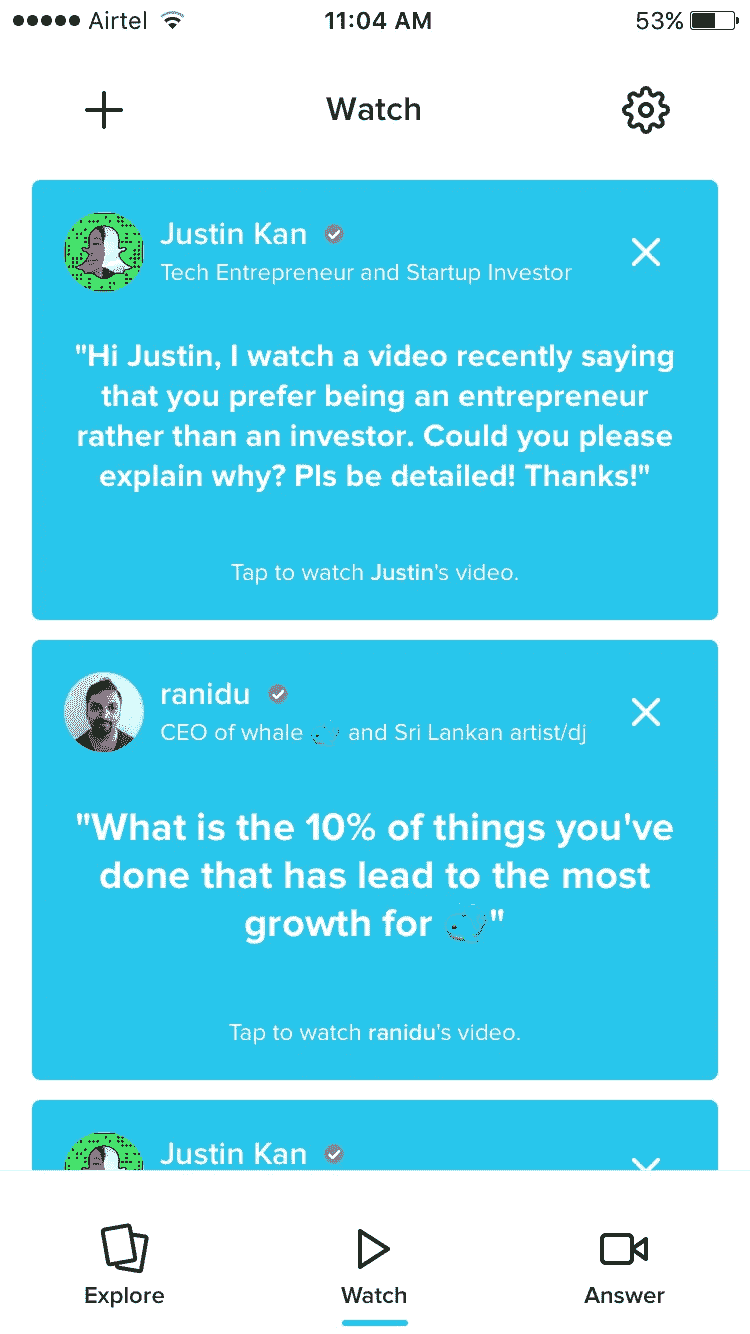 Airtel 11:04 AM 53%
Watch
Justin Kan
Tech Entrepreneur and Startup Investor
"Hi Justin, I watch a video recently saying
that you prefer being an entrepreneur
rather than an investor. Could you please
explain why? Pls be detailed! Thanks!"
Tap to watch Justin's video.
ranidu
CEO of whale 🐳 and Sri Lankan artist/dj
"What is the 10% of things you've
done that has lead to the most
growth for 🐳"
Tap to watch ranidu's video.
Justin Kan
Explore Watch Answer